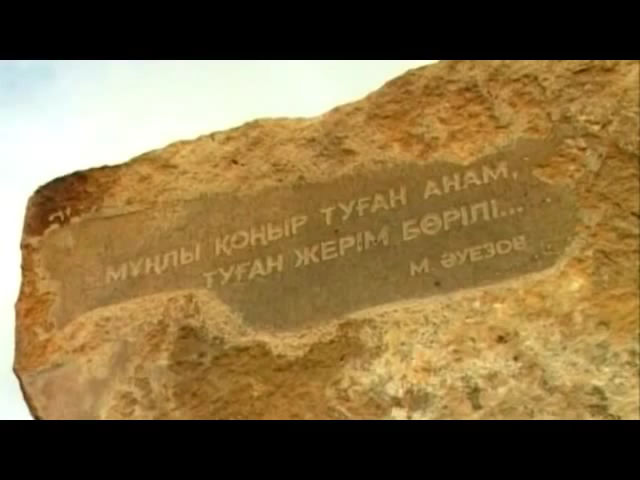 ...МҰҢЛЫ ҚОҢЫР ТУҒАН АНАМ,
ТУҒАН ЖЕРІМ БӨРІЛІ...
М. ӘУЕЗОВ